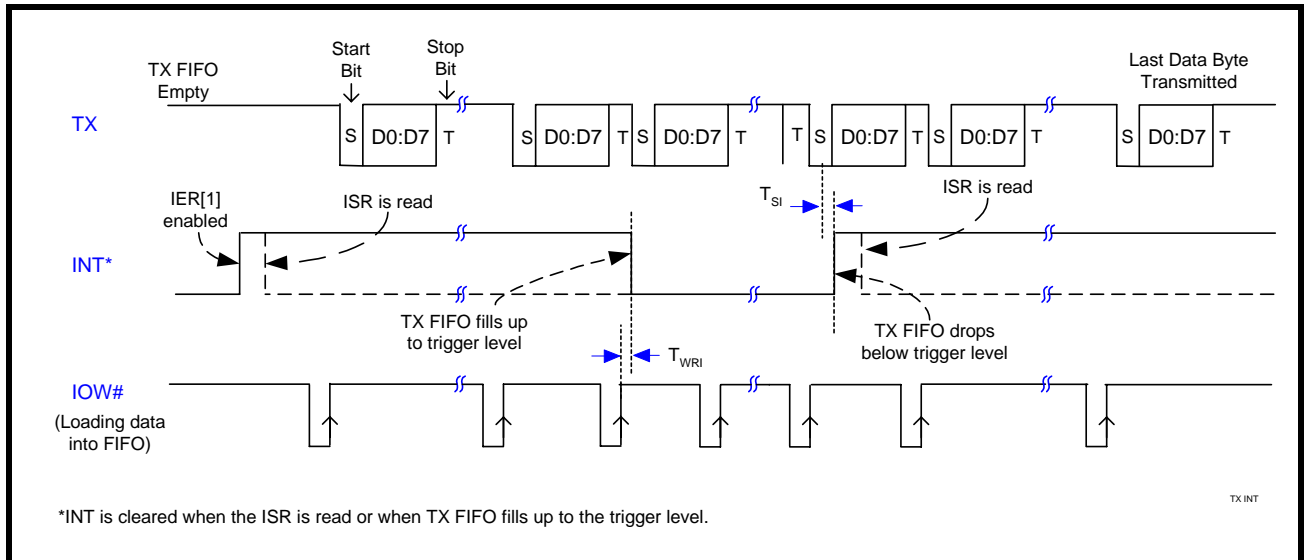 Start
Bit
Stop
Bit
TX FIFO
Empty
Last Data Byte
Transmitted
TX
S
D0:D7
T
S
D0:D7
T
S
D0:D7
T
T
S
D0:D7
T
S
D0:D7
T
S
D0:D7
T
IER[1]
enabled
ISR is read
TSI
ISR is read
INT*
TX FIFO fills up
to trigger level
TX FIFO drops
below trigger level
TWRI
IOW#
(Loading data
into FIFO)
TX INT
*INT is cleared when the ISR is read or when TX FIFO fills up to the trigger level.